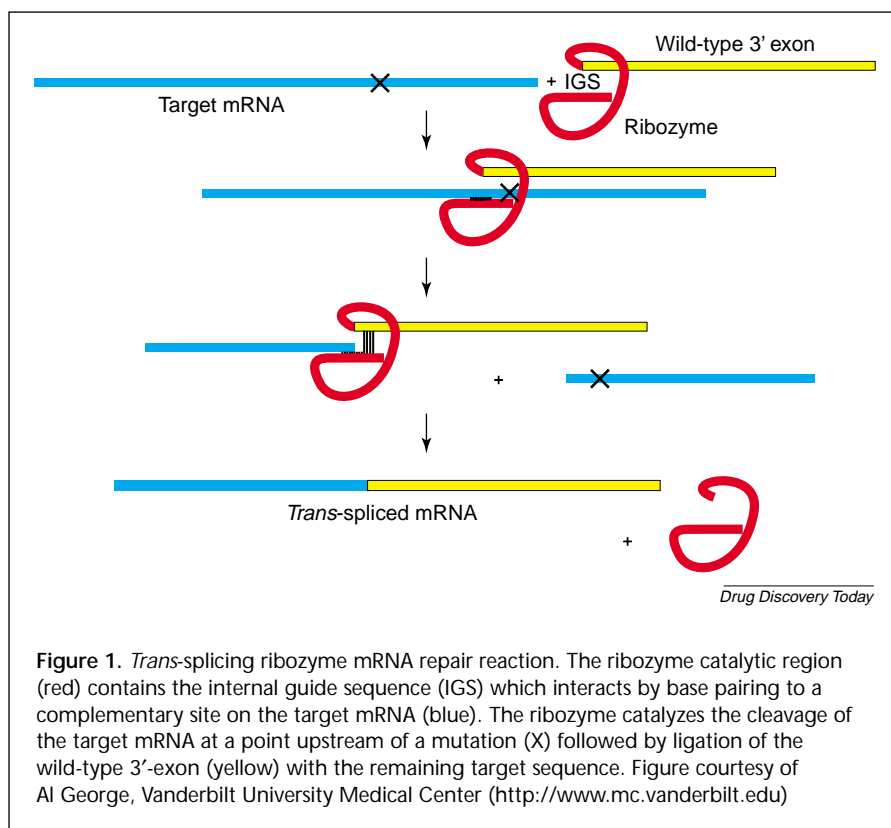 Wild-type 3' exon
+ IGS
Target mRNA
Ribozyme
+
Trans-spliced mRNA
+
Drug Discovery Today
Figure 1. Trans-splicing ribozyme mRNA repair reaction. The ribozyme catalytic region
(red) contains the internal guide sequence (IGS) which interacts by base pairing to a
complementary site on the target mRNA (blue). The ribozyme catalyzes the cleavage of
the target mRNA at a point upstream of a mutation (X) followed by ligation of the
wild-type 3′-exon (yellow) with the remaining target sequence. Figure courtesy of
Al George, Vanderbilt University Medical Center (http://www.mc.vanderbilt.edu)